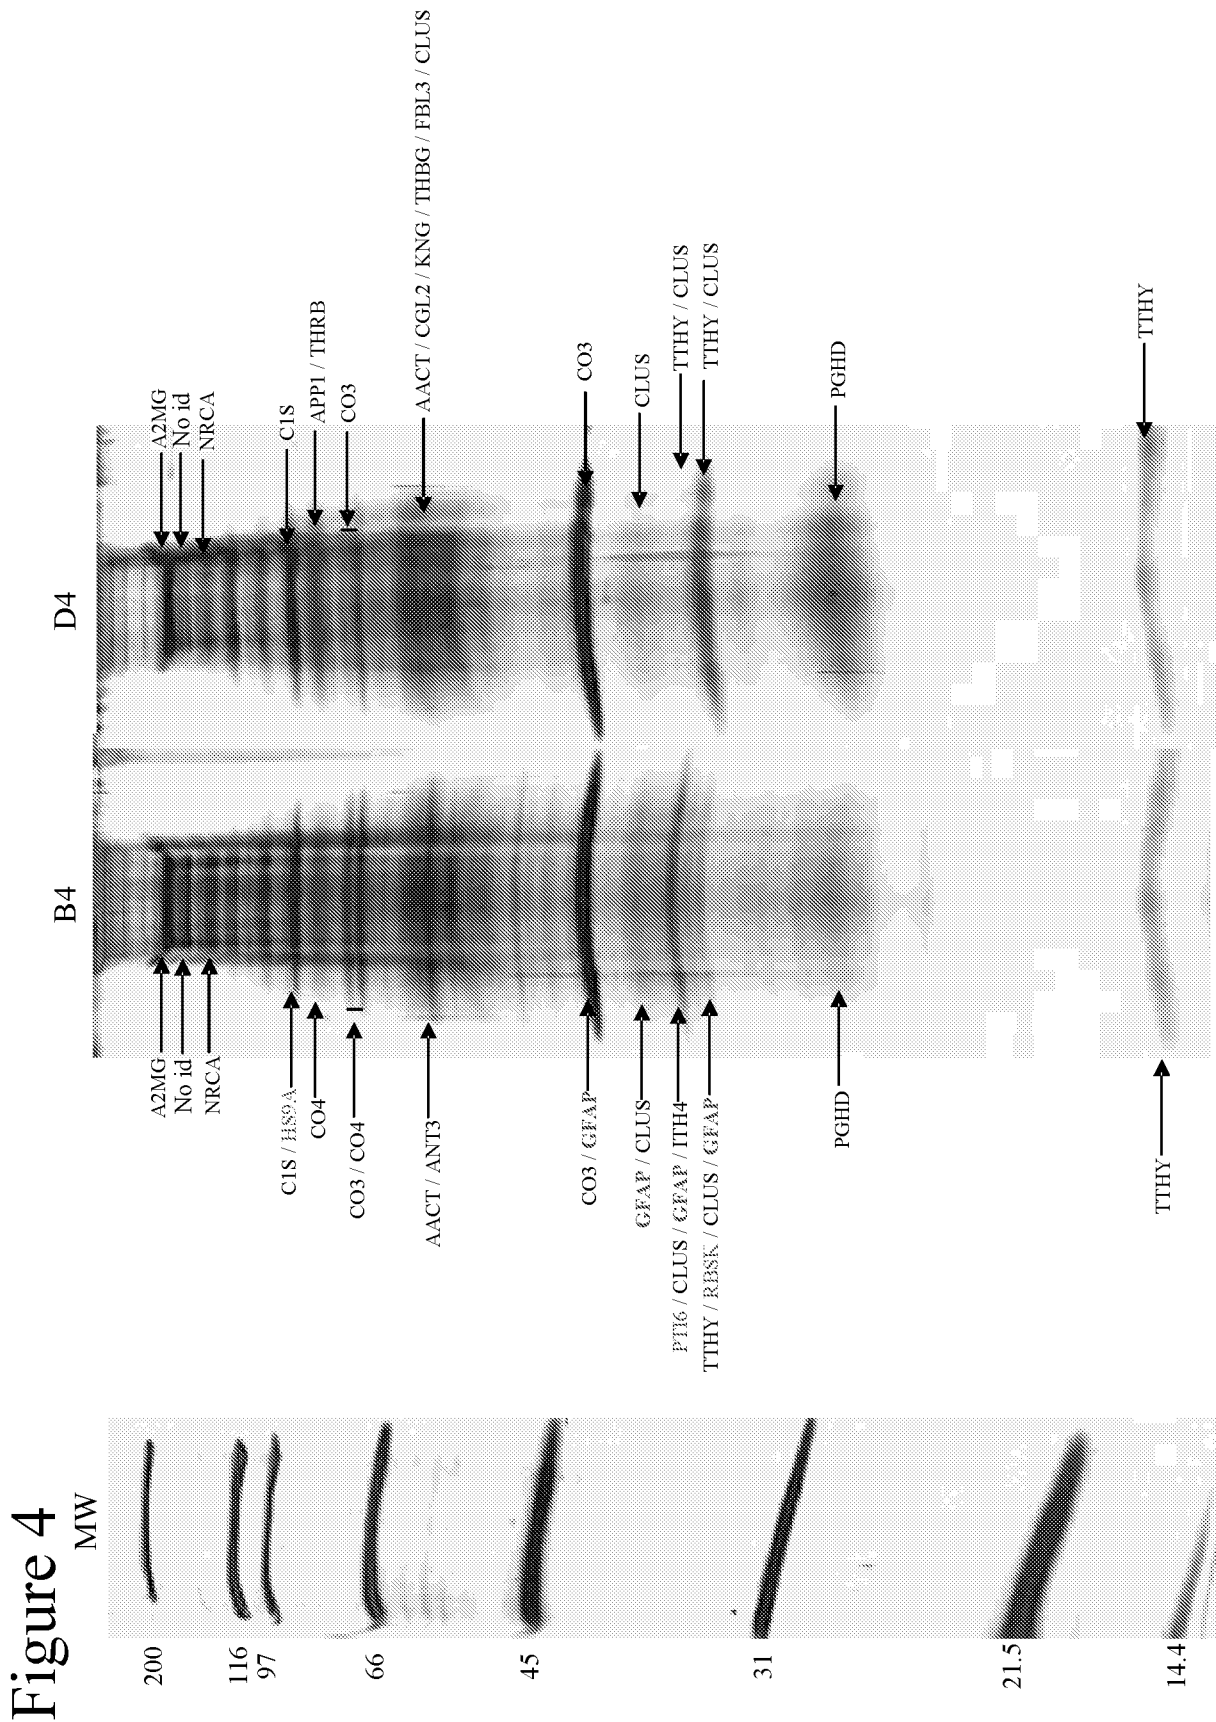 Figure 4
MW
B4
D4
200
116
97
66
45
31
21.5
14.4
A2MG
No id
NRCA
C1S / HS9A
CO4
CO3 / CO4
AACT / ANT3
CO3 / GFAP
GFAP / CLUS
PTI6 / CLUS / GFAP / ITH4
TTHY / RBSK / CLUS / GFAP
PGHD
TTHY
A2MG
No id
NRCA
C1S
APP1 / THRB
CO3
AACT / CGL2 / KNG / THBG / FBL3 / CLUS
CO3
CLUS
TTHY / CLUS
TTHY / CLUS
PGHD
TTHY